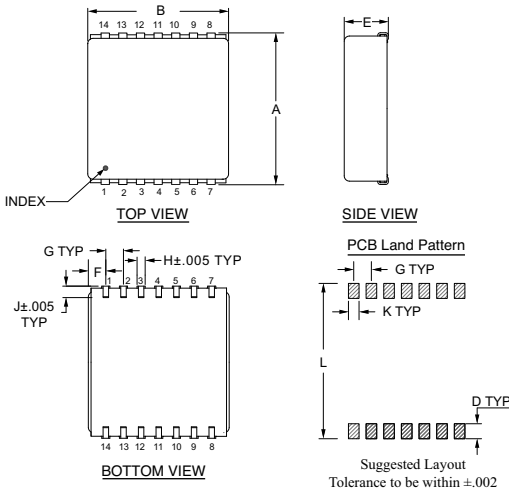 B
14 13 12 11 10 9 8
A
INDEX
1 2 3 4 5 6 7
TOP VIEW
E
SIDE VIEW
G TYP
F
H±.005 TYP
1 2 3 4 5 6 7
J±.005
TYP
14 13 12 11 10 9 8
BOTTOM VIEW
PCB Land Pattern
G TYP
K TYP
L
D TYP
Suggested Layout
Tolerance to be within ±.002